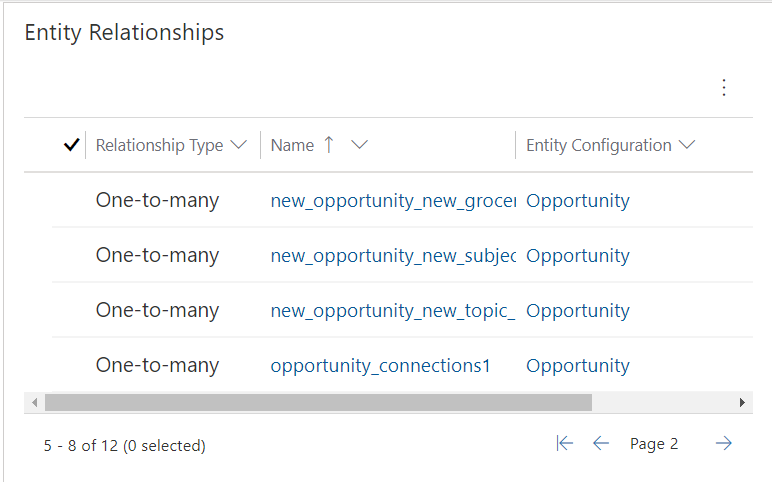 Entity Relationships
Relationship Type Name Entity Configuration
One-to-many new_opportunity_new_grocer Opportunity
One-to-many new_opportunity_new_subjec Opportunity
One-to-many new_opportunity_new_topic_ Opportunity
One-to-many opportunity_connections1 Opportunity
5 - 8 of 12 (0 selected) Page 2